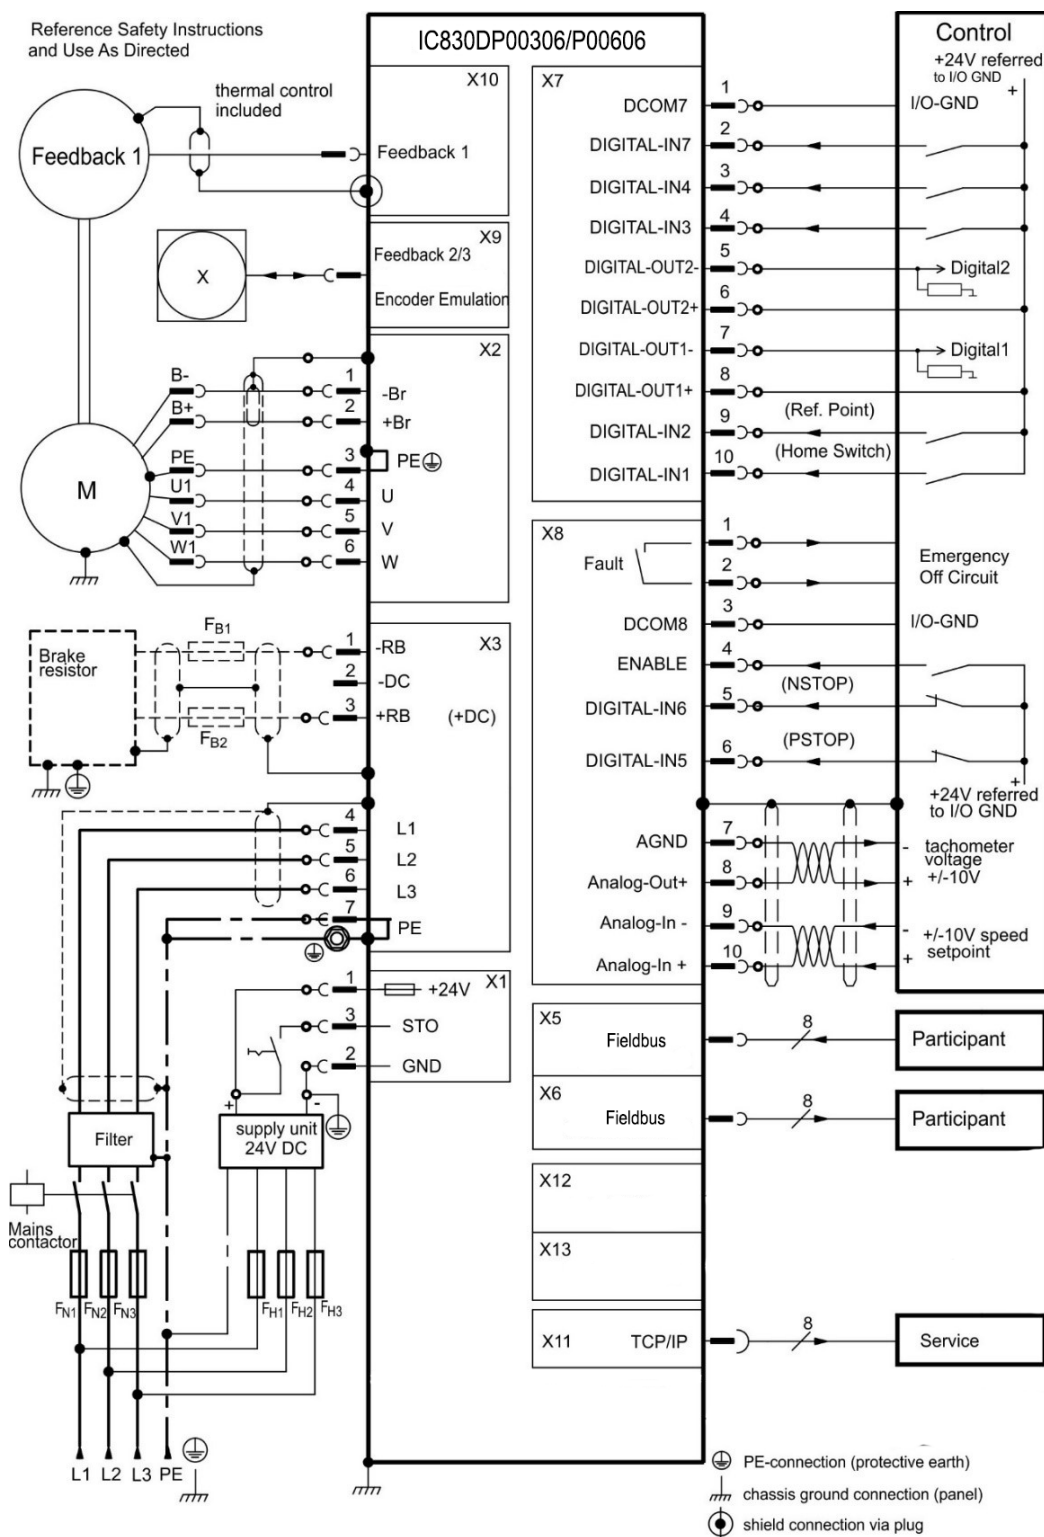 Reference Safety Instructions
and Use As Directed
IC830DP00306/P00606
Control
+24V referred
to I/O GND
+
thermal control
included
Feedback 1
X10
Feedback 1
X9
Feedback 2/3
Encoder Emulation
X
X2
B-
1
-Br
B+
2
+Br
PE
3
PE
U1
4
U
V1
5
V
W1
6
W
M
X3
Brake
resistor
FB1
FB2
1
-RB
2
-DC
3
+RB
(+DC)
4
L1
5
L2
6
L3
7
PE
X1
1
+24V
3
STO
2
GND
+
-
supply unit
24V DC
Filter
Mains
contactor
FN1
FN2
FN3
FH1
FH2
FH3
L1
L2
L3
PE
X7
DCOM7
1
I/O-GND
DIGITAL-IN7
2
DIGITAL-IN4
3
DIGITAL-IN3
4
DIGITAL-OUT2-
5
Digital2
DIGITAL-OUT2+
6
DIGITAL-OUT1-
7
Digital1
DIGITAL-OUT1+
8
DIGITAL-IN2
9
(Ref. Point)
DIGITAL-IN1
10
(Home Switch)
X8
Fault
1
2
Emergency
Off Circuit
DCOM8
3
I/O-GND
ENABLE
4
DIGITAL-IN6
5
(NSTOP)
DIGITAL-IN5
6
(PSTOP)
+
+24V referred
to I/O GND
AGND
7
-
Analog-Out+
8
+
tachometer
voltage
+/-10V
Analog-In -
9
-
Analog-In +
10
+
+/-10V speed
setpoint
X5
Fieldbus
8
Participant
X6
Fieldbus
8
Participant
X12
X13
X11
TCP/IP
8
Service
PE-connection (protective earth)
chassis ground connection (panel)
shield connection via plug